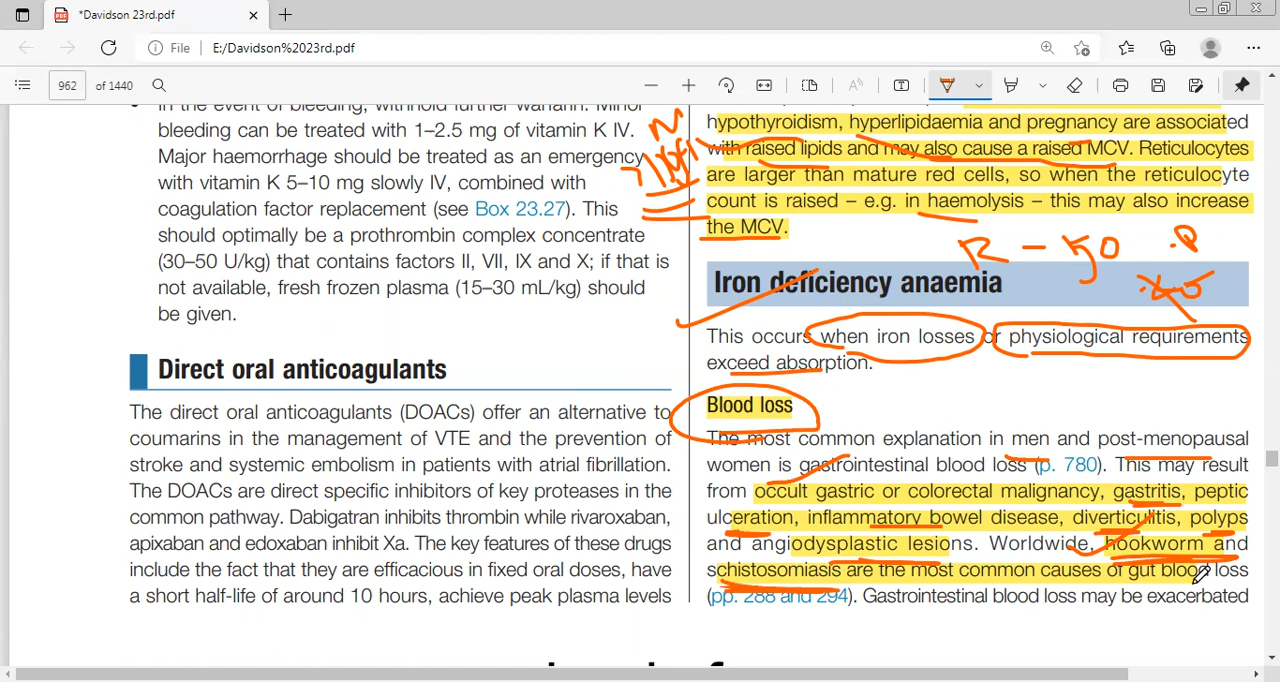 *Davidson 23rd.pdf
File | E:/Davidson%2023rd.pdf
962 of 1440
In the event of bleeding, withhold further warfarin. Minor
bleeding can be treated with 1–2.5 mg of vitamin K IV.
Major haemorrhage should be treated as an emergency
with vitamin K 5–10 mg slowly IV, combined with
coagulation factor replacement (see Box 23.27). This
should optimally be a prothrombin complex concentrate
(30–50 U/kg) that contains factors II, VII, IX and X; if that is
not available, fresh frozen plasma (15–30 mL/kg) should
be given.
Direct oral anticoagulants
The direct oral anticoagulants (DOACs) offer an alternative to
coumarins in the management of VTE and the prevention of
stroke and systemic embolism in patients with atrial fibrillation.
The DOACs are direct specific inhibitors of key proteases in the
common pathway. Dabigatran inhibits thrombin while rivaroxaban,
apixaban and edoxaban inhibit Xa. The key features of these drugs
include the fact that they are efficacious in fixed oral doses, have
a short half-life of around 10 hours, achieve peak plasma levels
hypothyroidism, hyperlipidaemia and pregnancy are associated
with raised lipids and may also cause a raised MCV. Reticulocytes
are larger than mature red cells, so when the reticulocyte
count is raised – e.g. in haemolysis – this may also increase
the MCV.
Iron deficiency anaemia
This occurs when iron losses or physiological requirements
exceed absorption.
Blood loss
The most common explanation in men and post-menopausal
women is gastrointestinal blood loss (p. 780). This may result
from occult gastric or colorectal malignancy, gastritis, peptic
ulceration, inflammatory bowel disease, diverticulitis, polyps
and angiodysplastic lesions. Worldwide, hookworm and
schistosomiasis are the most common causes of gut blood loss
(pp. 288 and 294). Gastrointestinal blood loss may be exacerbated